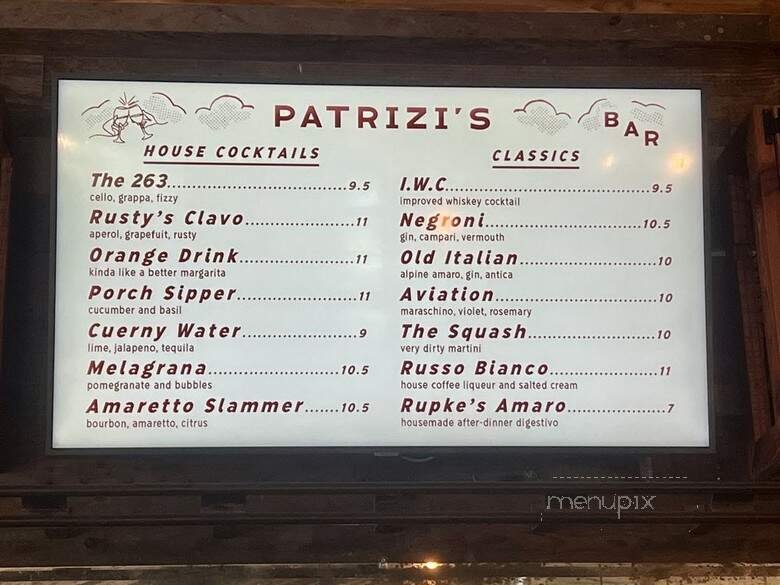 PATRIZI'S
BAR
HOUSE COCKTAILS
The 263 9.5
cello, grappa, fizzy
Rusty's Clavo 11
aperol, grapefuit, rusty
Orange Drink 11
kinda like a better margarita
Porch Sipper 11
cucumber and basil
Cuerny Water 9
lime, jalapeno, tequila
Melagrana 10.5
pomegranate and bubbles
Amaretto Slammer 10.5
bourbon, amaretto, citrus
CLASSICS
I.W.C. 9.5
improved whiskey cocktail
Negroni 10.5
gin, campari, vermouth
Old Italian 10
alpine amaro, gin, antica
Aviation 10
maraschino, violet, rosemary
The Squash 10
very dirty martini
Russo Bianco 11
house coffee liqueur and salted cream
Rupke's Amaro 7
housemade after-dinner digestivo
menupix